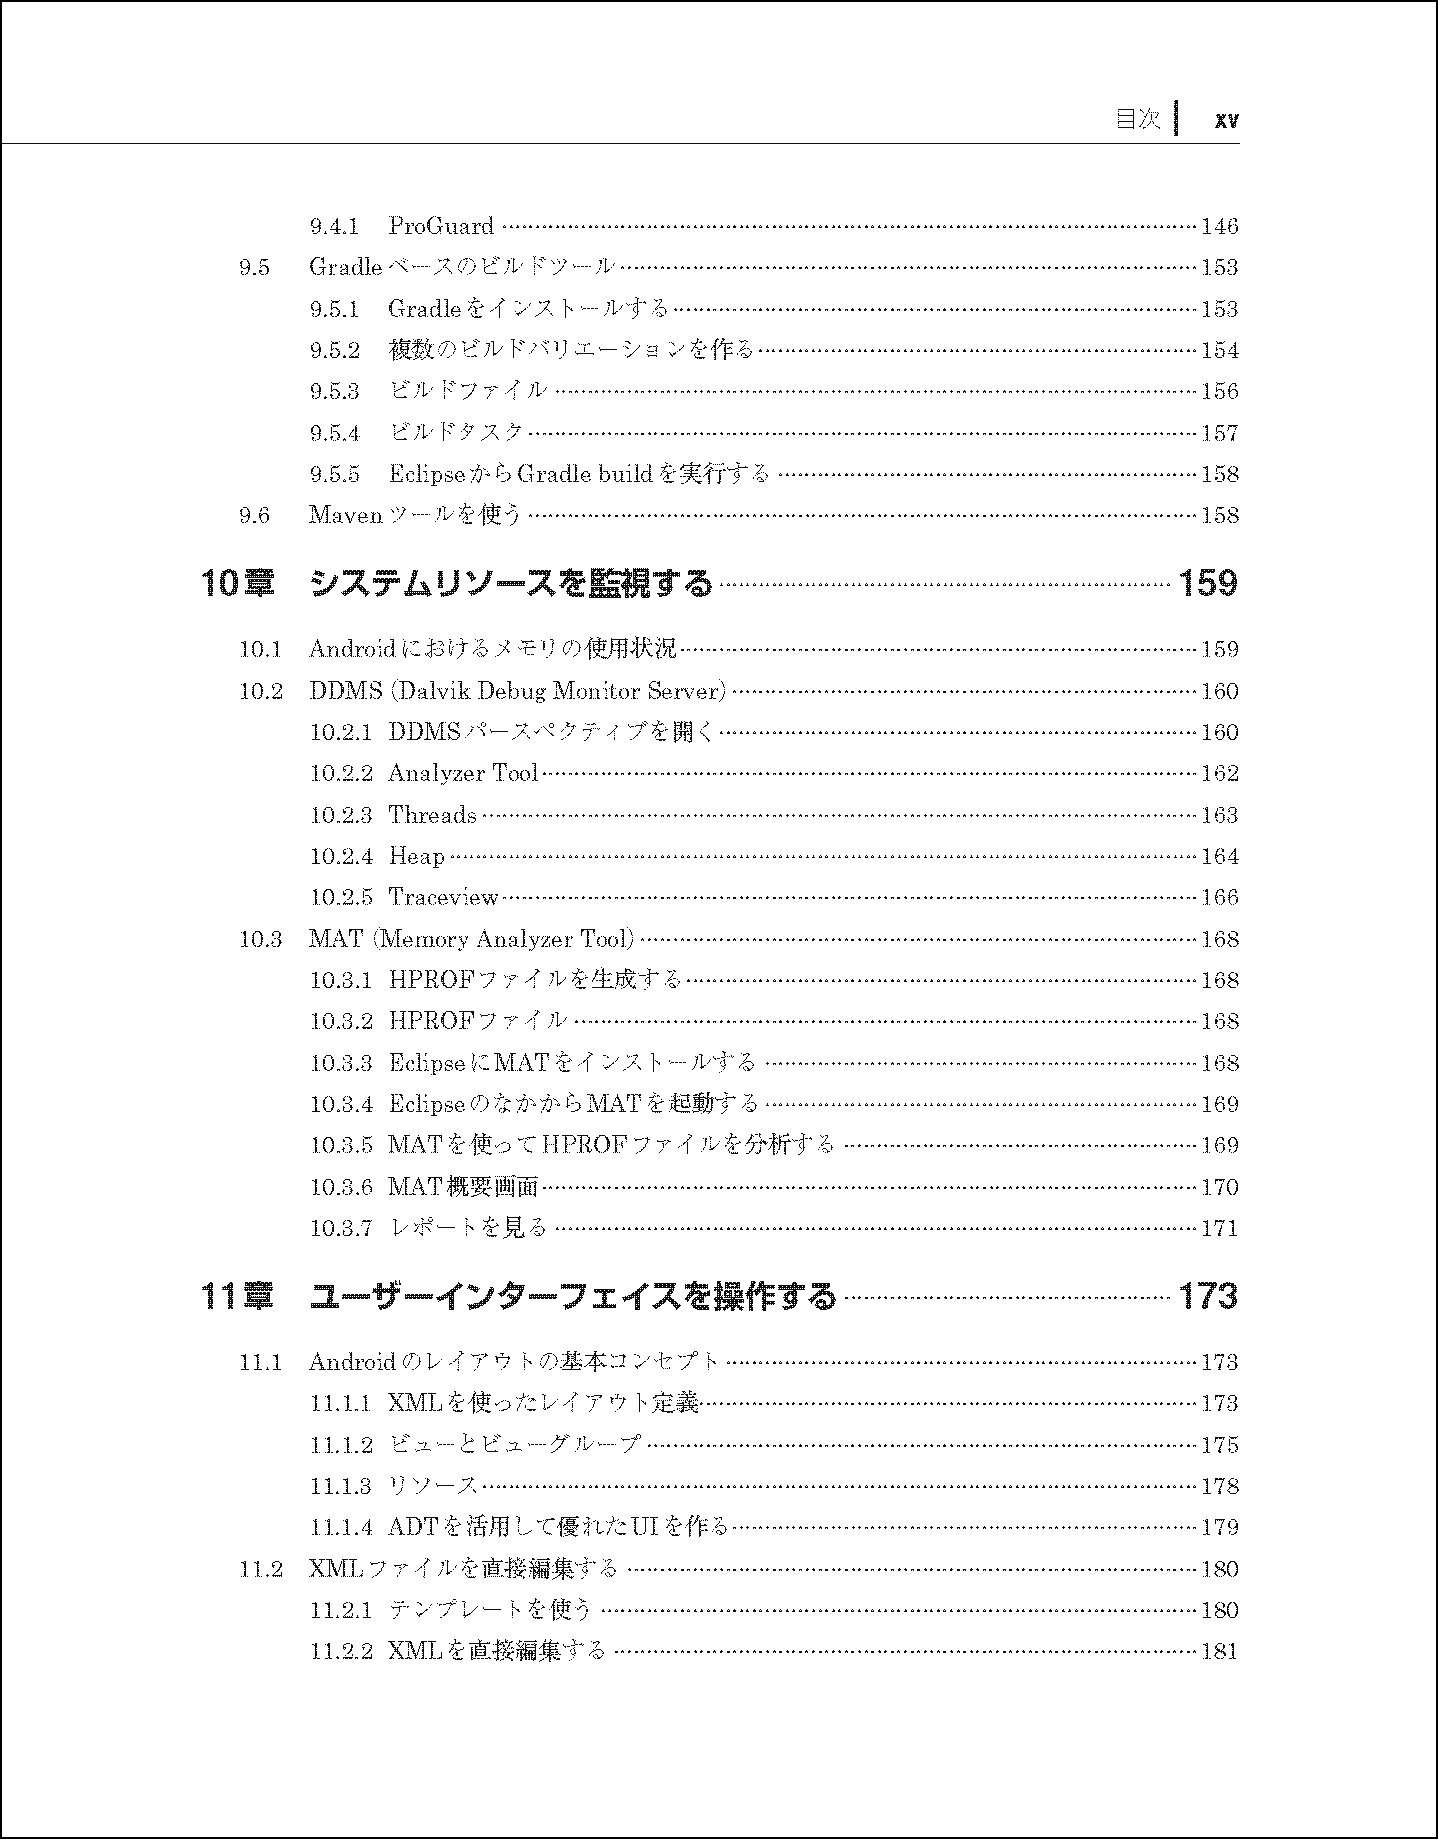 目次 xv
9.4.1 ProGuard 146
9.5 Gradleベースのビルドツール 153
9.5.1 Gradleをインストールする 153
9.5.2 複数のビルドバリエーションを作る 154
9.5.3 ビルドファイル 156
9.5.4 ビルドタスク 157
9.5.5 EclipseからGradle buildを実行する 158
9.6 Mavenツールを使う 158
10章 システムリソースを監視する 159
10.1 Androidにおけるメモリの使用状況 159
10.2 DDMS (Dalvik Debug Monitor Server) 160
10.2.1 DDMSパースペクティブを開く 160
10.2.2 Analyzer Tool 162
10.2.3 Threads 163
10.2.4 Heap 164
10.2.5 Traceview 166
10.3 MAT (Memory Analyzer Tool) 168
10.3.1 HPROFファイルを生成する 168
10.3.2 HPROFファイル 168
10.3.3 EclipseにMATをインストールする 168
10.3.4 EclipseのなかからMATを起動する 169
10.3.5 MATを使ってHPROFファイルを分析する 169
10.3.6 MAT概要画面 170
10.3.7 レポートを見る 171
11章 ユーザーインターフェイスを操作する 173
11.1 Androidのレイアウトの基本コンセプト 173
11.1.1 XMLを使ったレイアウト定義 173
11.1.2 ビューとビューグループ 175
11.1.3 リソース 178
11.1.4 ADTを活用して優れたUIを作る 179
11.2 XMLファイルを直接編集する 180
11.2.1 テンプレートを使う 180
11.2.2 XMLを直接編集する 181